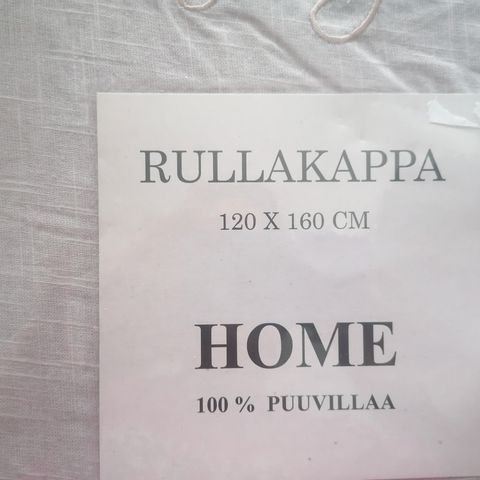 RULLAKAPPA
120 X 160 CM
HOME
100 % PUUVILLAA